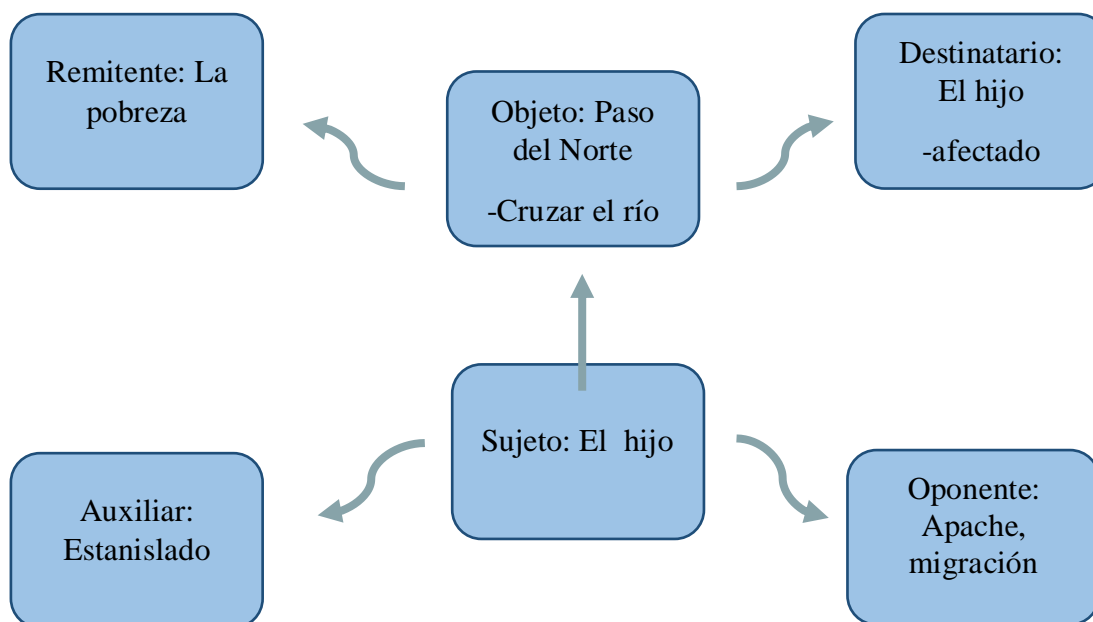 Remitente: La
pobreza
Objeto: Paso
del Norte
-Cruzar el río
Destinatario:
El hijo
-afectado
Sujeto: El hijo
Auxiliar:
Estanislado
Oponente:
Apache,
migración